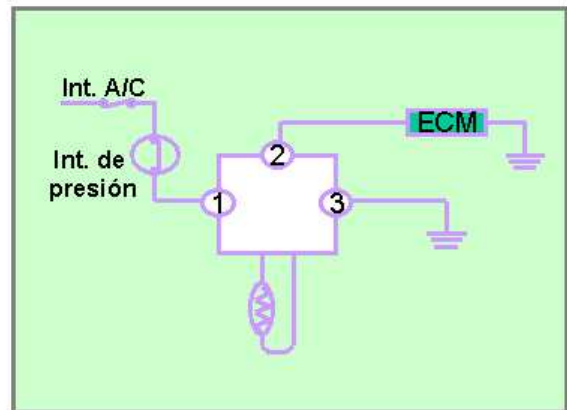 Int. A/C
ECM
Int. de
presión
2
1
3